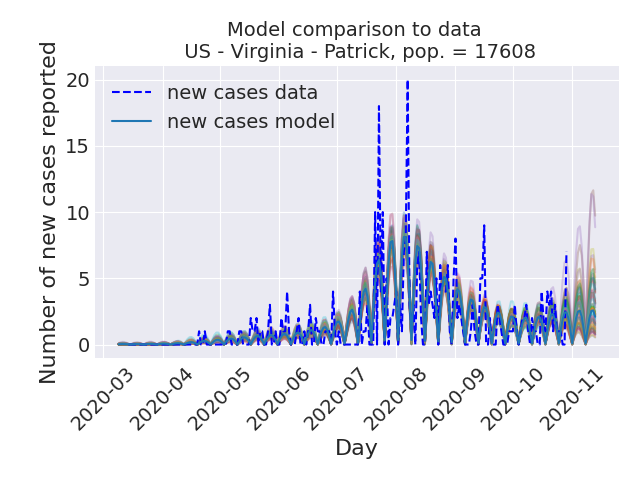 Model comparison to data
US - Virginia - Patrick, pop. = 17608
Number of new cases reported
20
15
10
5
0
new cases data
new cases model
2020-03
2020-04
2020-05
2020-06
2020-07
2020-08
2020-09
2020-10
2020-11
Day